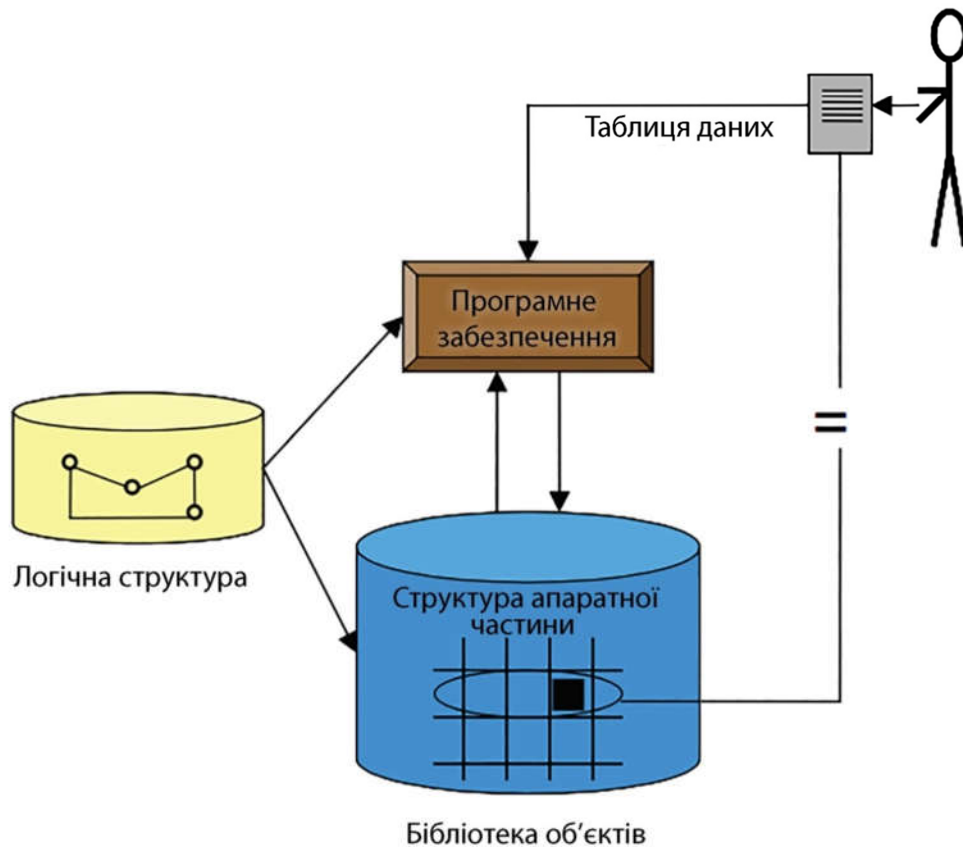 Таблиця даних
Програмне
забезпечення
=
Логічна структура
Структура апаратної
частини
Бібліотека об’єктів